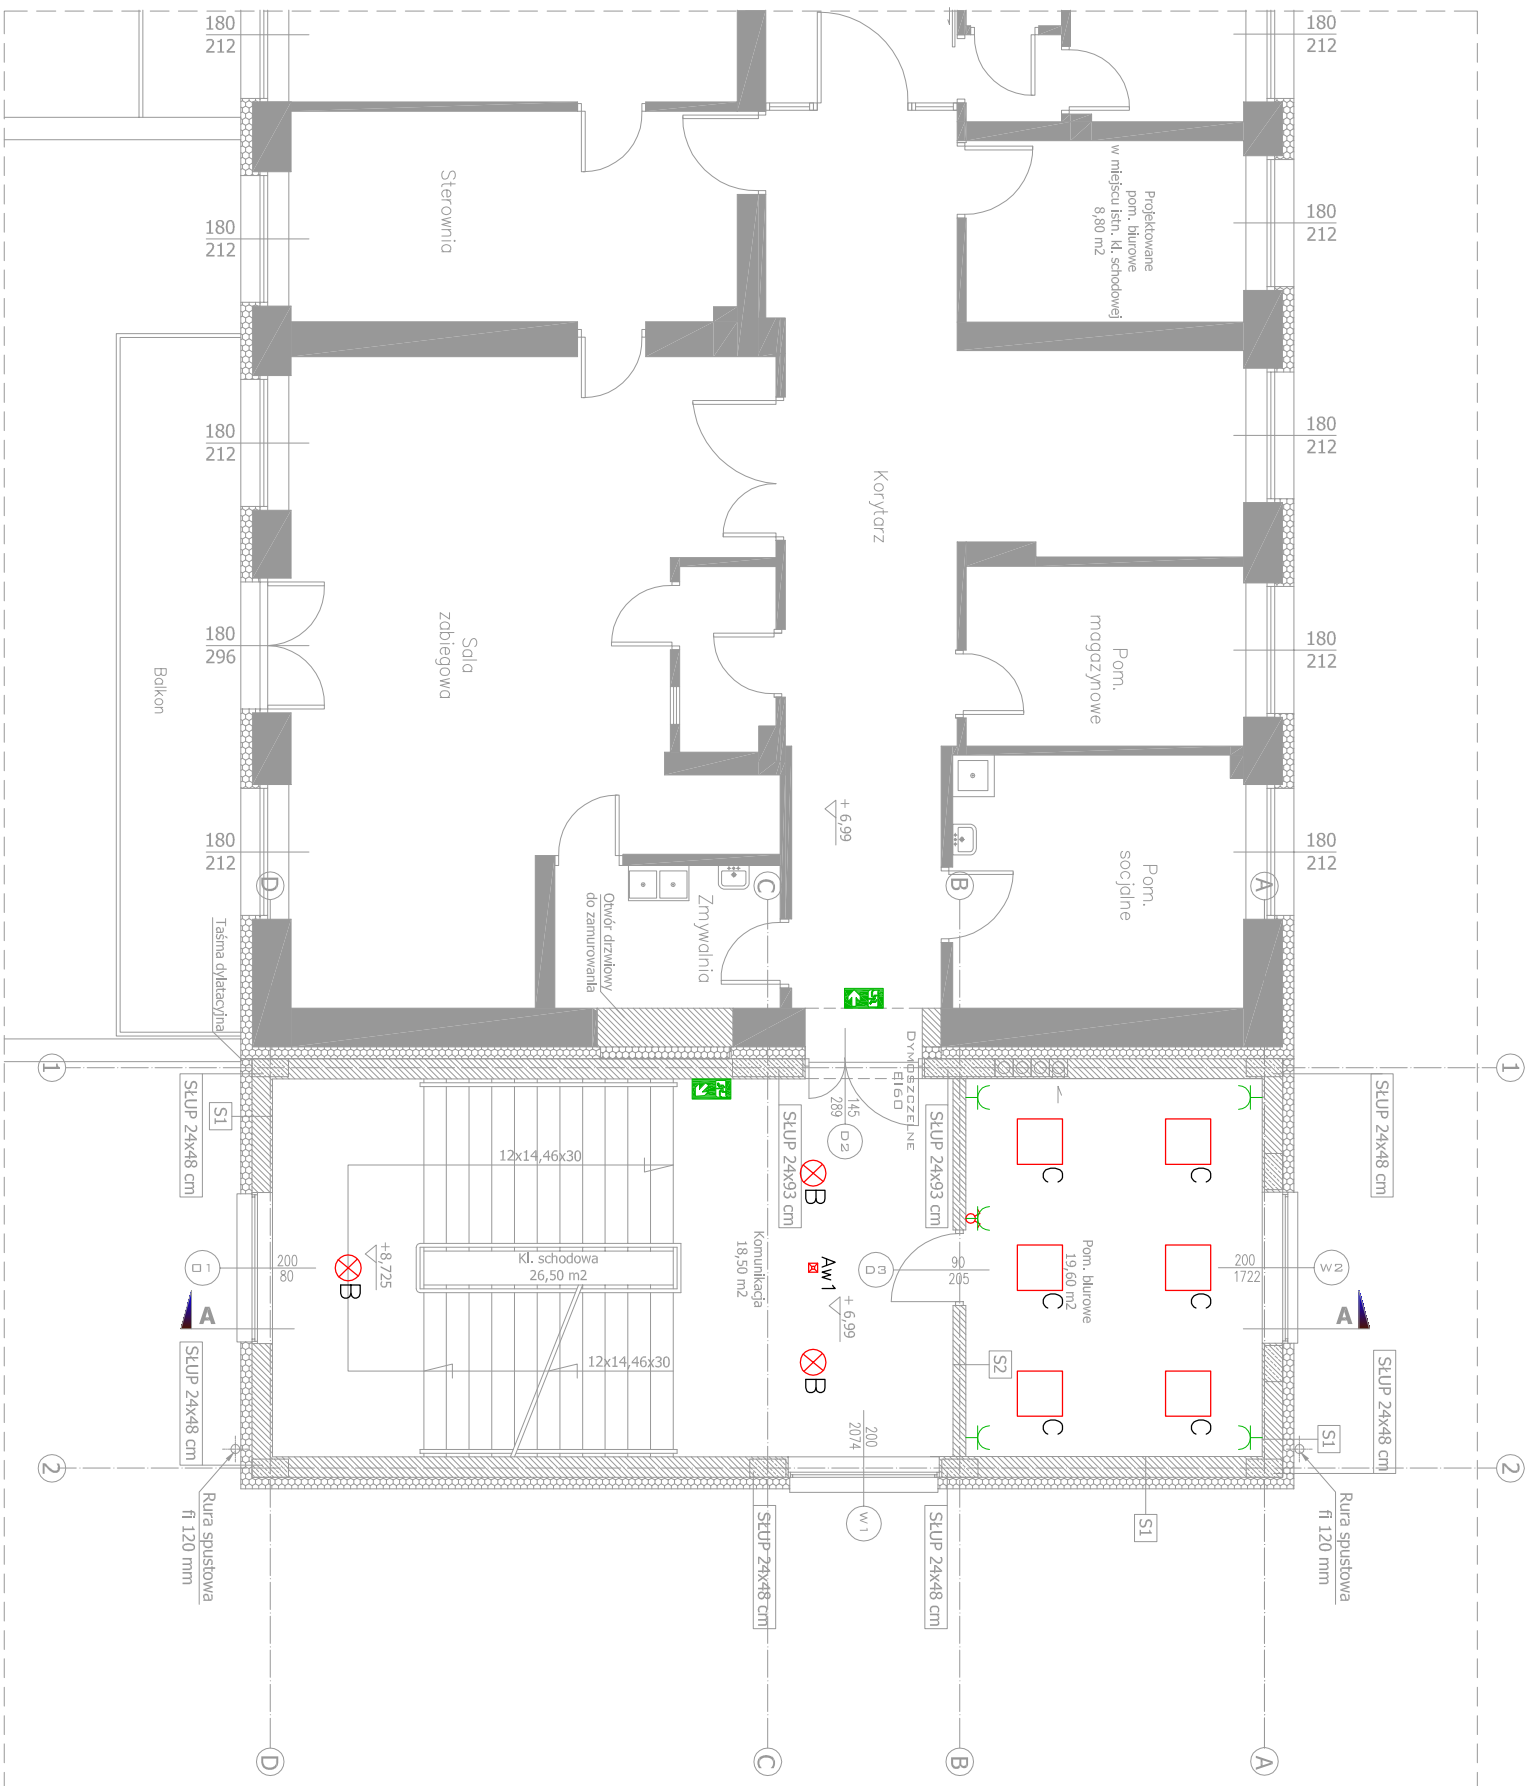 180
212
180
212
Sterownia
Projektowane
pom. biurowe
w miejscu istn. kl. schodowej
8,80 m2
180
212
180
212
180
212
180
212
Korytarz
Sala
zabiegowa
Pom.
magazynowe
180
296
180
212
Balkon
+ 6,99
180
212
180
212
Pom.
socjalne
D
C
B
A
Zmywalnia
Otwór drzwiowy
do zamurowania
Taśma dylatacyjna
DYMOSZCZELNE
EI60
1
1
SŁUP 24x48 cm
S1
SŁUP 24x93 cm
145
289
D2
SŁUP 24x93 cm
SŁUP 24x48 cm
12x14,46x30
C
C
B
Komunikacja
18,50 m2
Kl. schodowa
26,50 m2
+8,725
B
D1
200
80
Aw1
+ 6,99
D3
90
205
Pom. biurowe
19,60 m2
C
C
200
1722
W2
A
A
SŁUP 24x48 cm
12x14,46x30
B
S2
C
C
S1
SŁUP 24x48 cm
200
2074
2
2
Rura spustowa
fi 120 mm
SŁUP 24x48 cm
W1
SŁUP 24x48 cm
S1
Rura spustowa
fi 120 mm
D
C
B
A